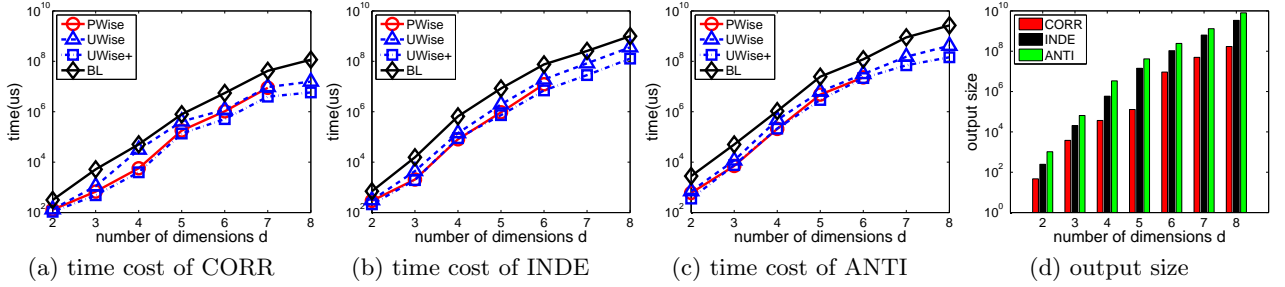 10^10
10^8
10^6
10^4
10^2
time(us)
PWise
UWise
UWise+
BL
2 3 4 5 6 7 8
number of dimensions d
(a) time cost of CORR
10^10
10^8
10^6
10^4
10^2
time(us)
PWise
UWise
UWise+
BL
2 3 4 5 6 7 8
number of dimensions d
(b) time cost of INDE
10^10
10^8
10^6
10^4
10^2
time(us)
PWise
UWise
UWise+
BL
2 3 4 5 6 7 8
number of dimensions d
(c) time cost of ANTI
10^10
10^8
10^6
10^4
10^2
10^0
output size
CORR
INDE
ANTI
2 3 4 5 6 7 8
number of dimensions d
(d) output size